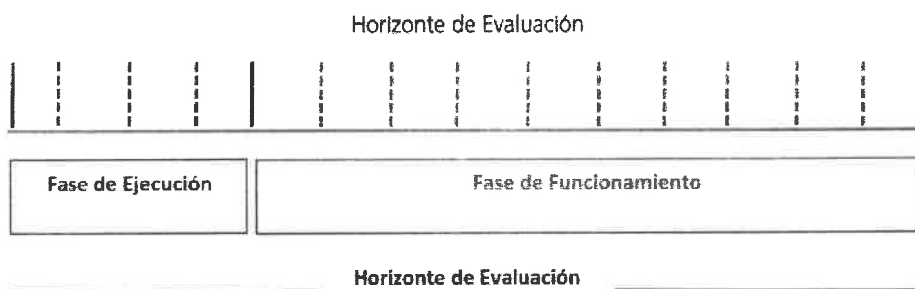 Horizonte de Evaluación
Fase de Ejecución
Fase de Funcionamiento
Horizonte de Evaluación